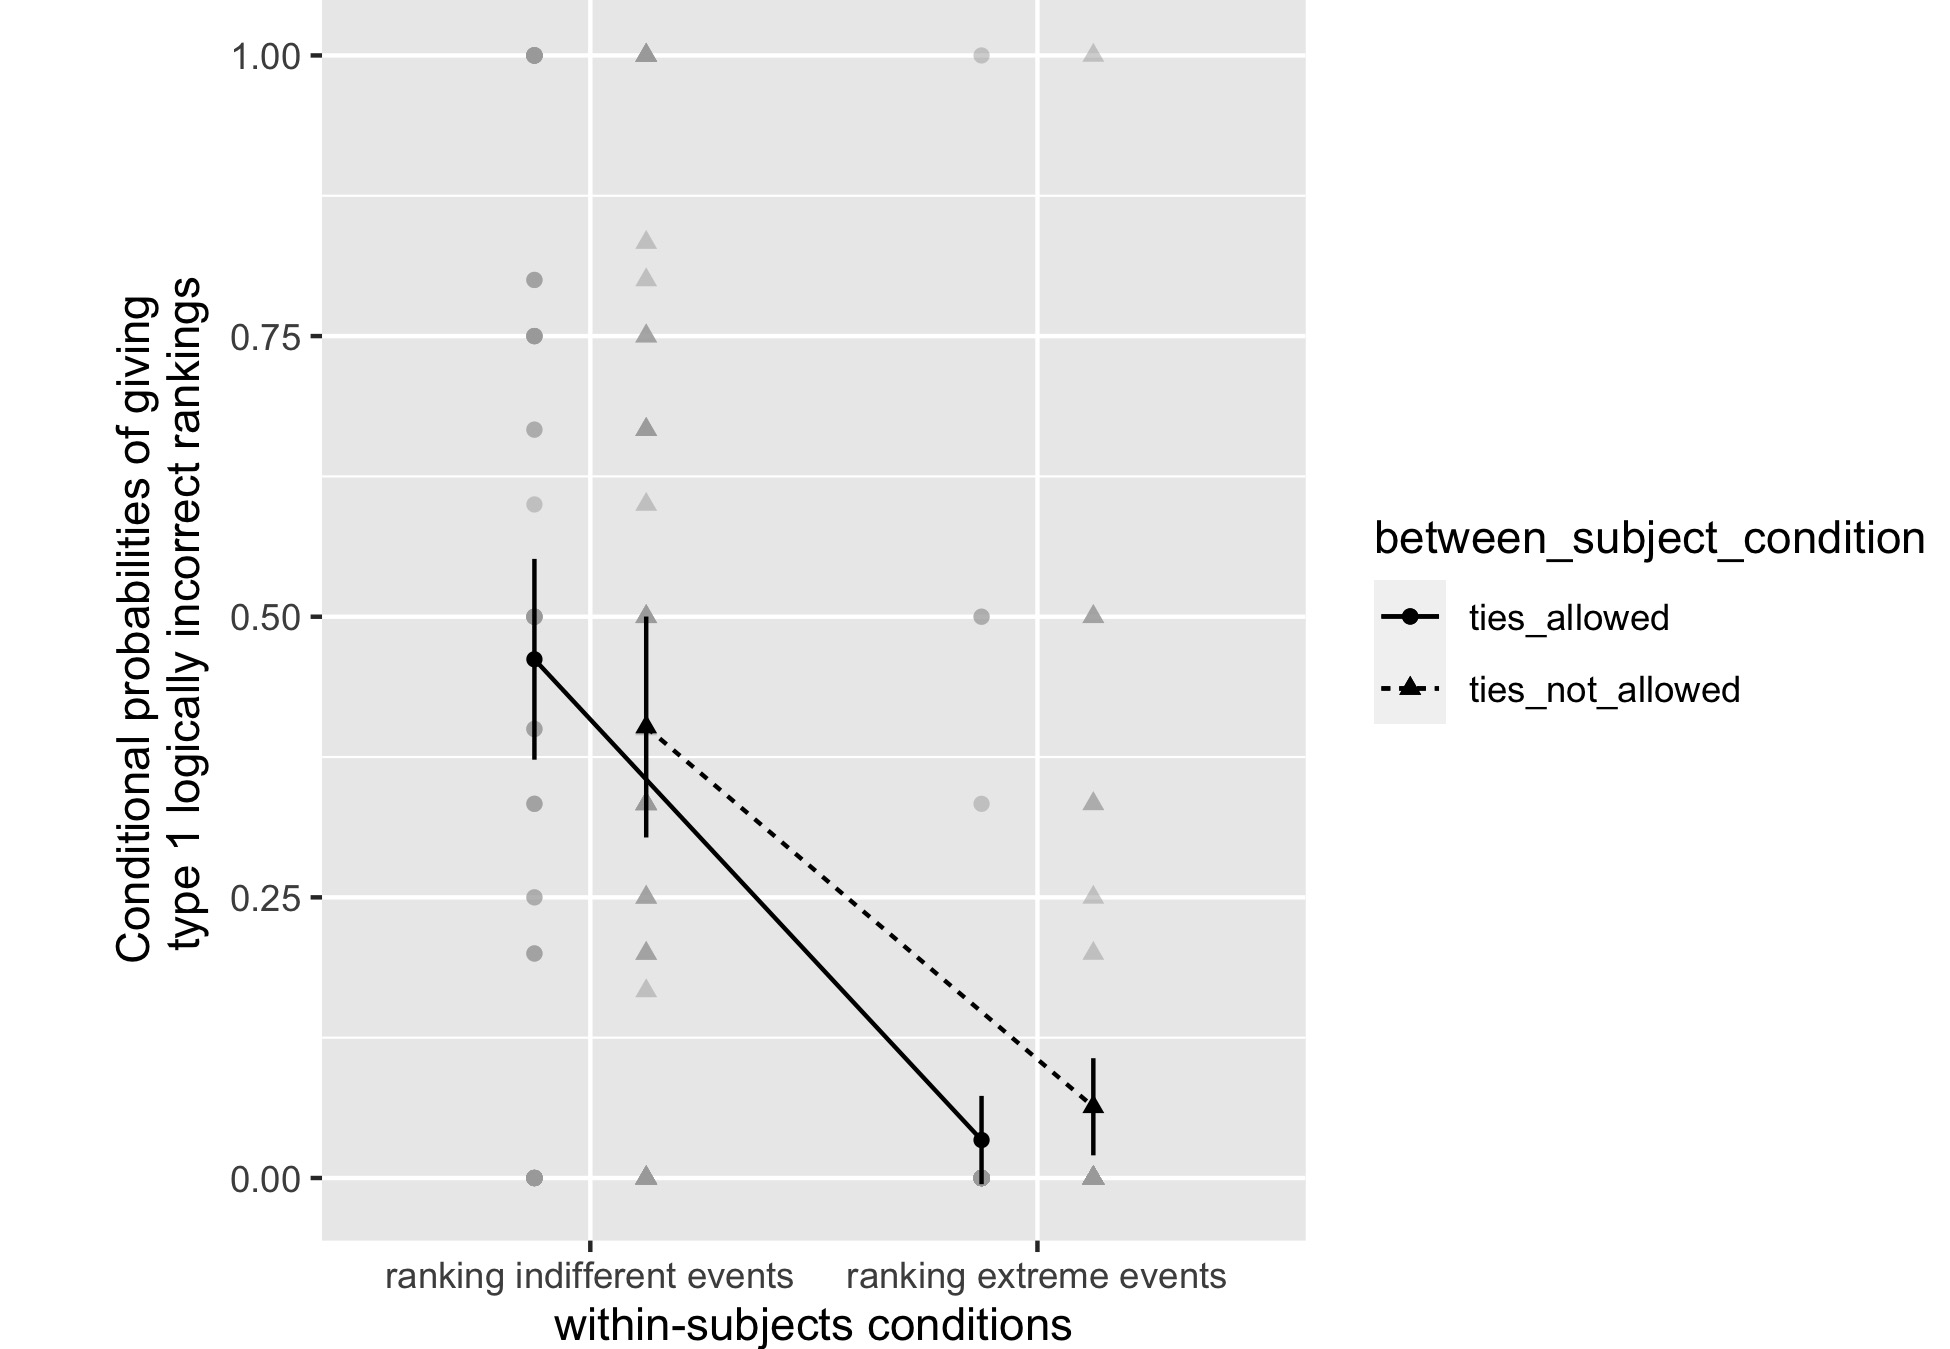 Conditional probabilities of giving
type 1 logically incorrect rankings
1.00
0.75
0.50
0.25
0.00
ranking indifferent events
ranking extreme events
within-subjects conditions
between_subject_condition
ties_allowed
ties_not_allowed